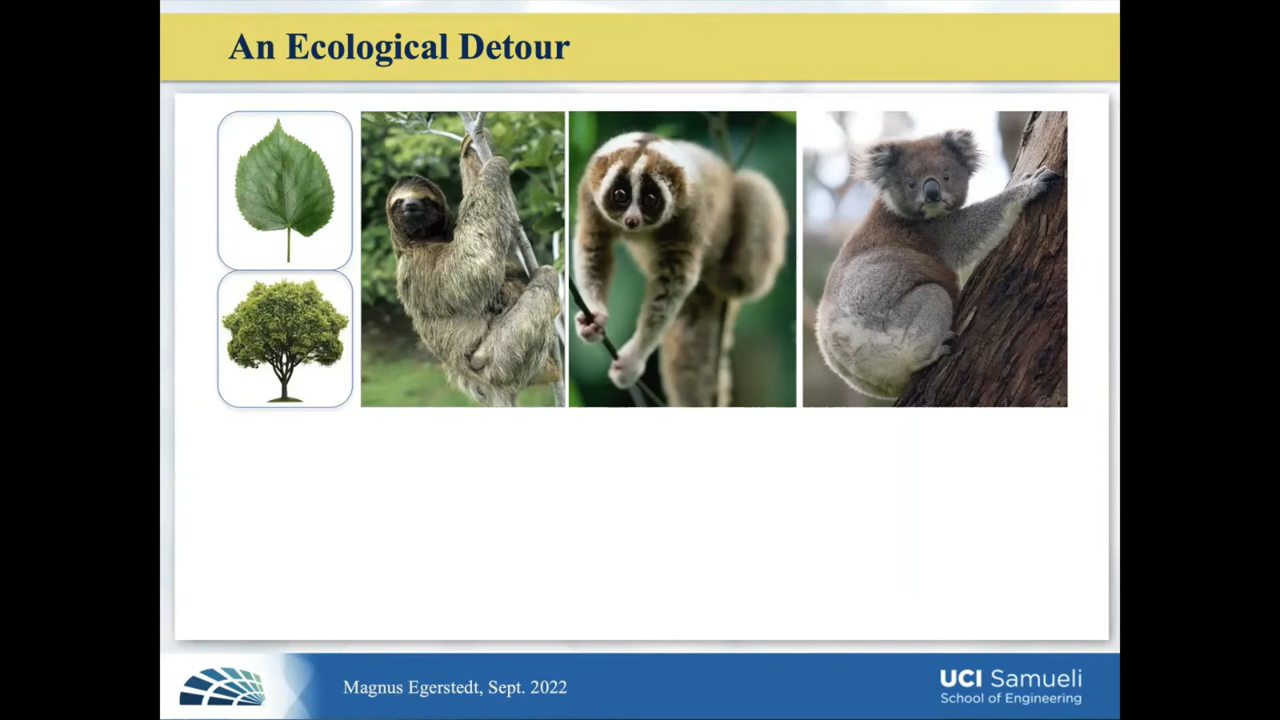 An Ecological Detour
Magnus Egerstedt, Sept. 2022
UCI Samueli
School of Engineering